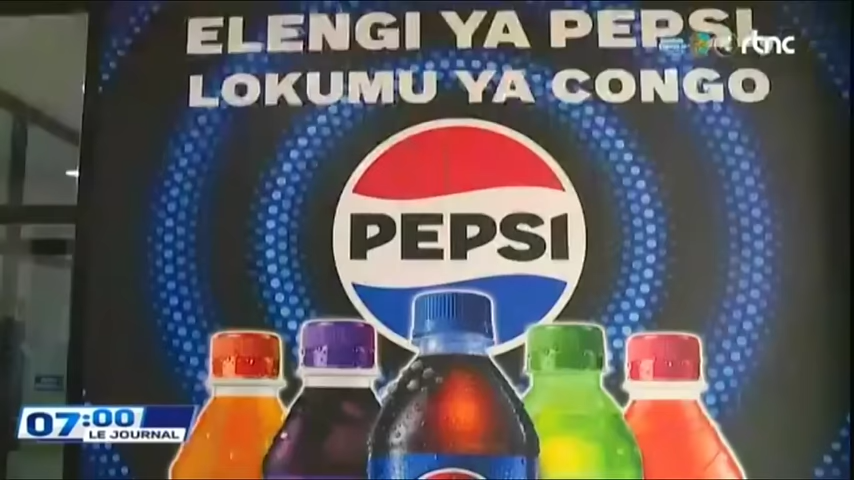 ELENGI YA PEPSI
rtnc
LOKUMU YA CONGO
PEPSI
07:00
LE JOURNAL